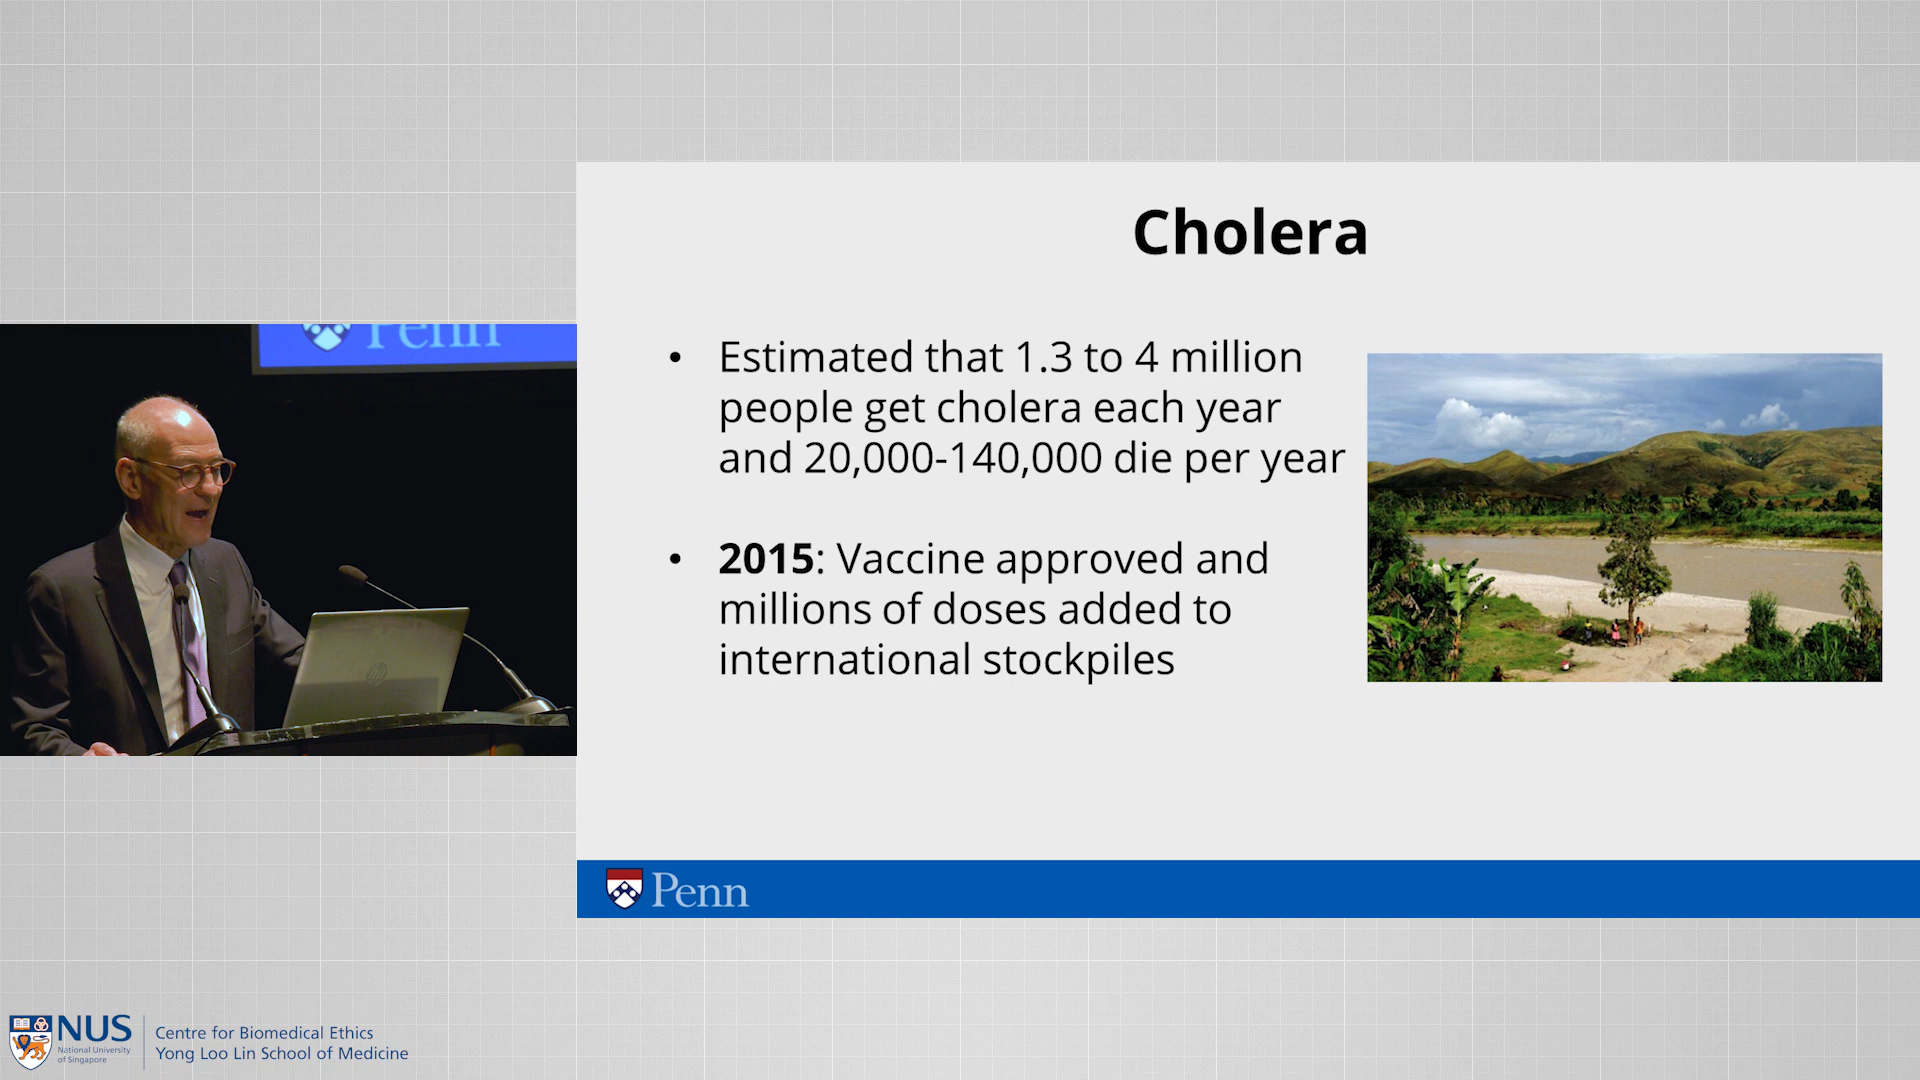 Penn
Cholera
• Estimated that 1.3 to 4 million
people get cholera each year
and 20,000-140,000 die per year
• 2015: Vaccine approved and
millions of doses added to
international stockpiles
Penn
NUS
National University
of Singapore
Centre for Biomedical Ethics
Yong Loo Lin School of Medicine